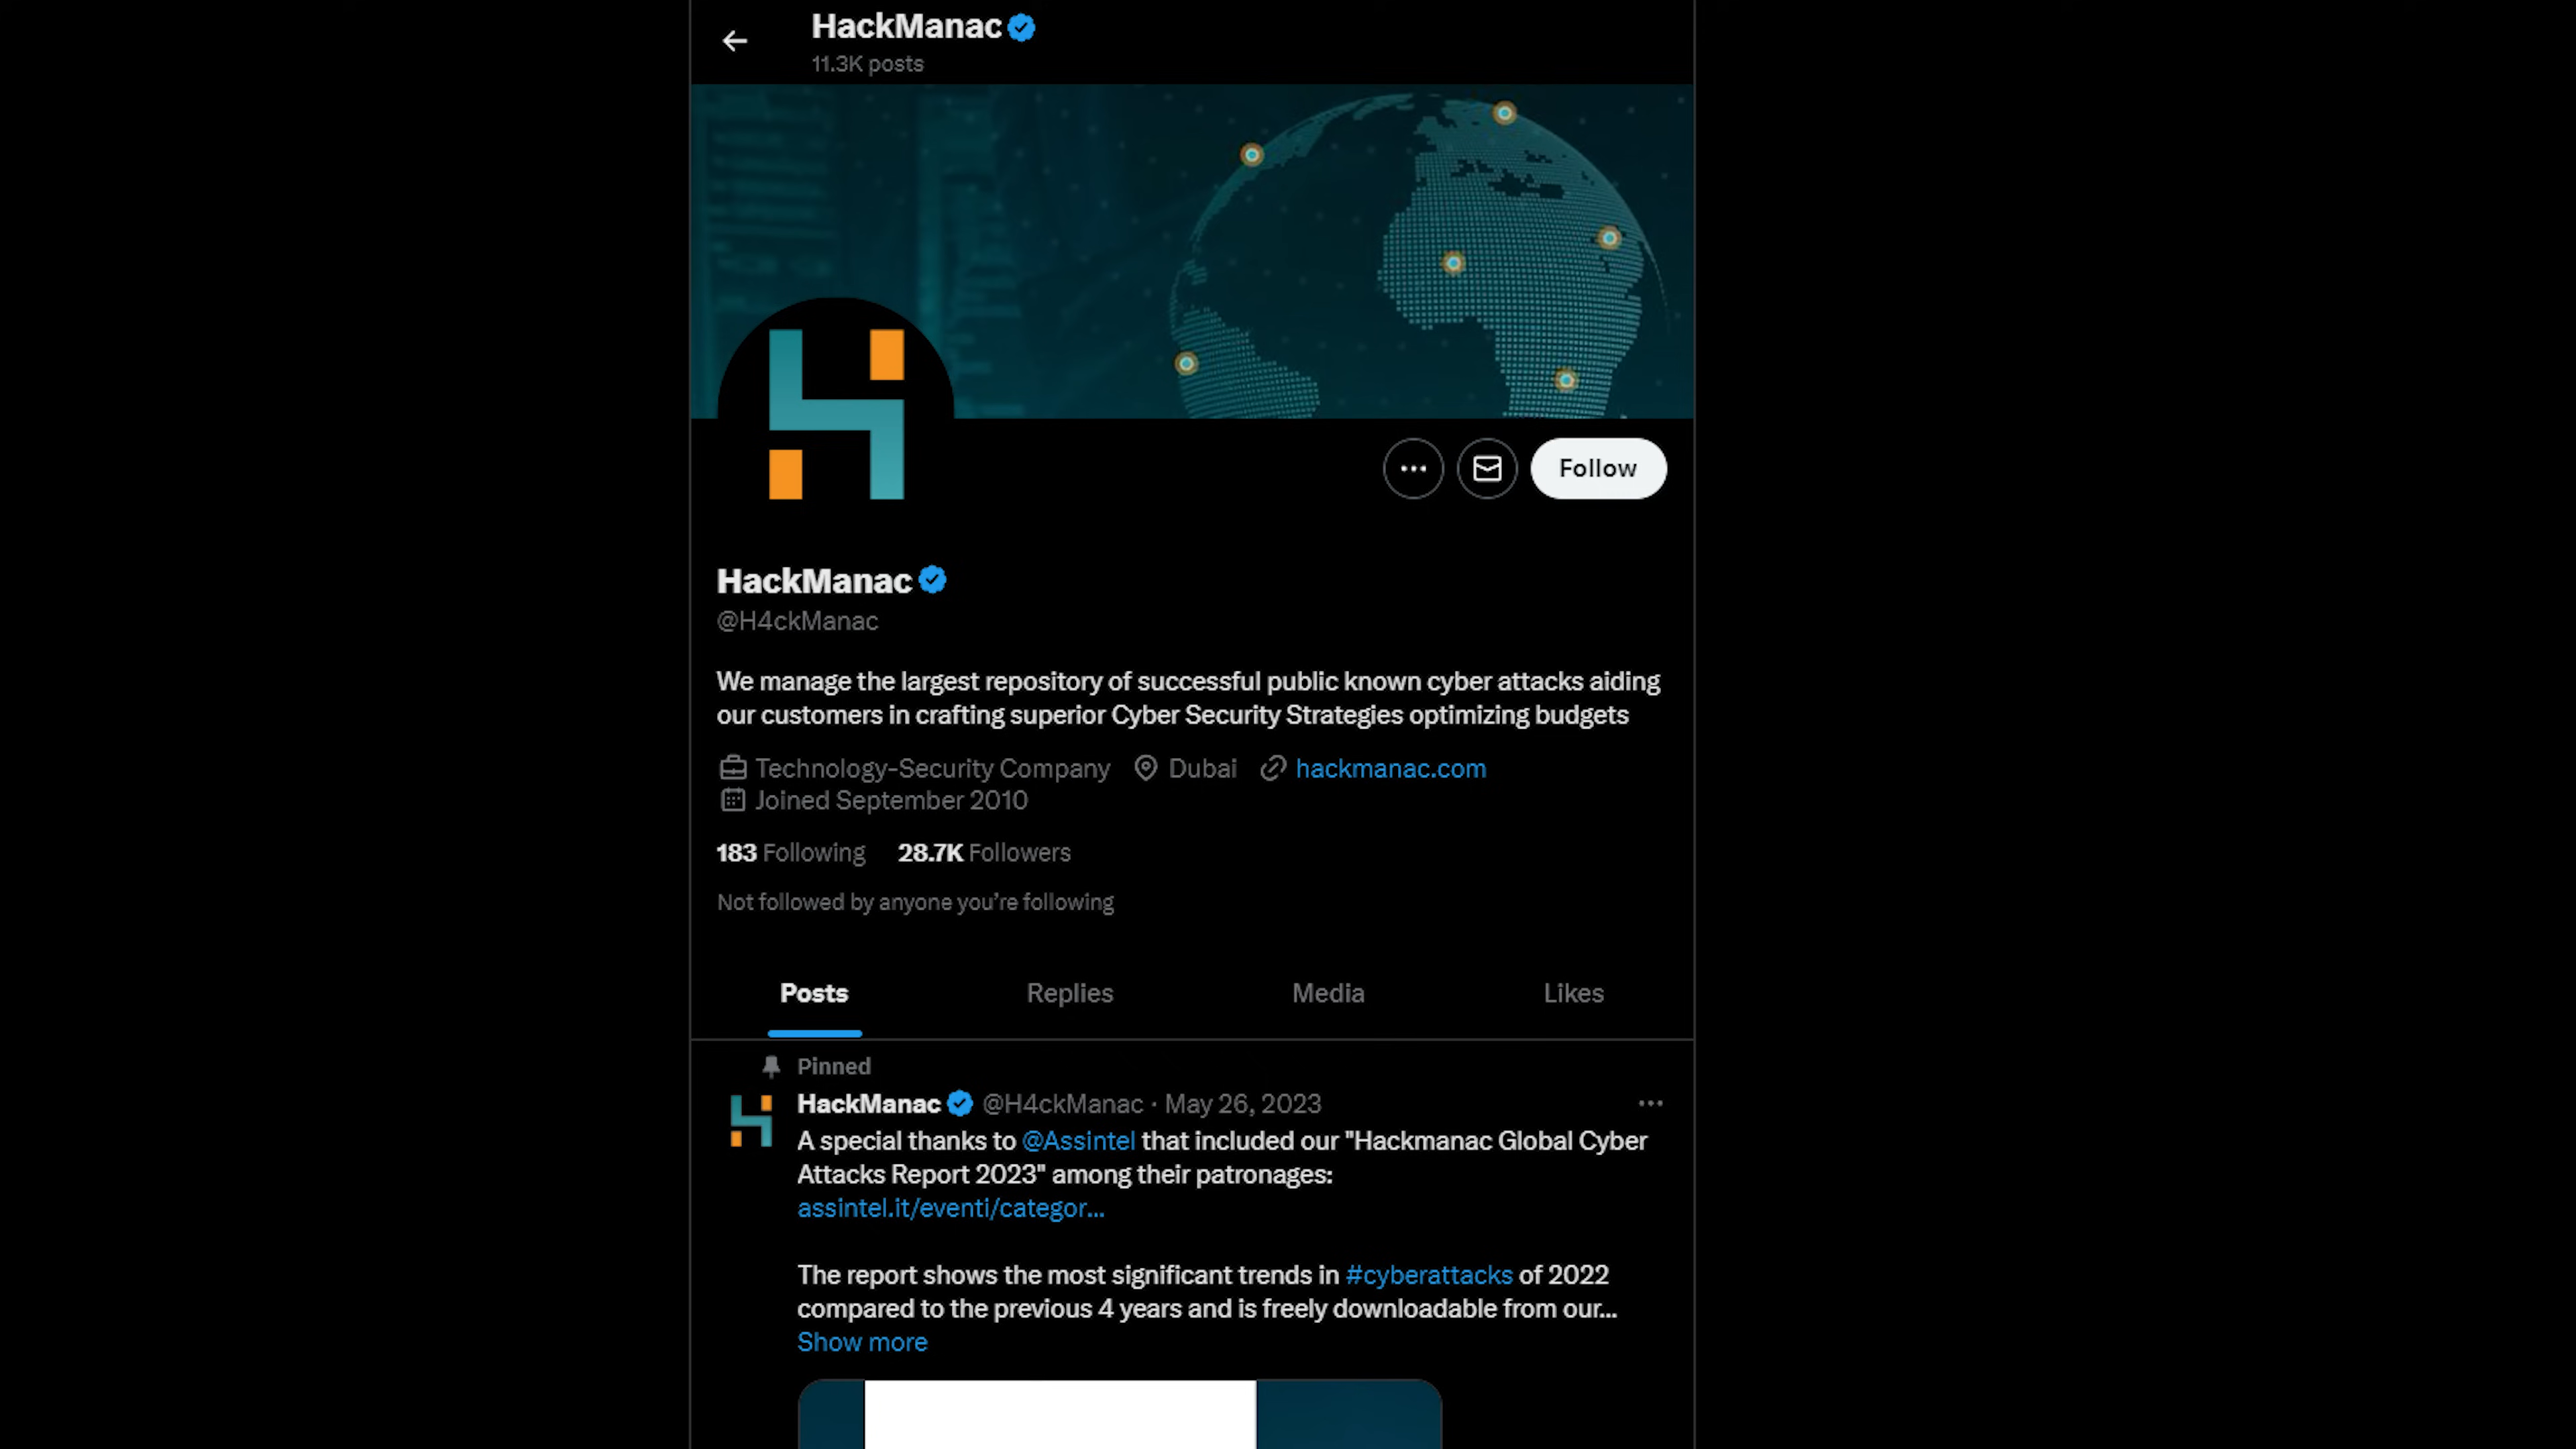 HackManac
11.3K posts
Follow
HackManac
@H4ckManac
We manage the largest repository of successful public known cyber attacks aiding
our customers in crafting superior Cyber Security Strategies optimizing budgets
Technology-Security Company Dubai hackmanac.com
Joined September 2010
183 Following 28.7K Followers
Not followed by anyone you’re following
Posts Replies Media Likes
Pinned
HackManac @H4ckManac · May 26, 2023
A special thanks to @Assintel that included our "Hackmanac Global Cyber
Attacks Report 2023" among their patronages:
assintel.it/eventi/categor...
The report shows the most significant trends in #cyberattacks of 2022
compared to the previous 4 years and is freely downloadable from our...
Show more